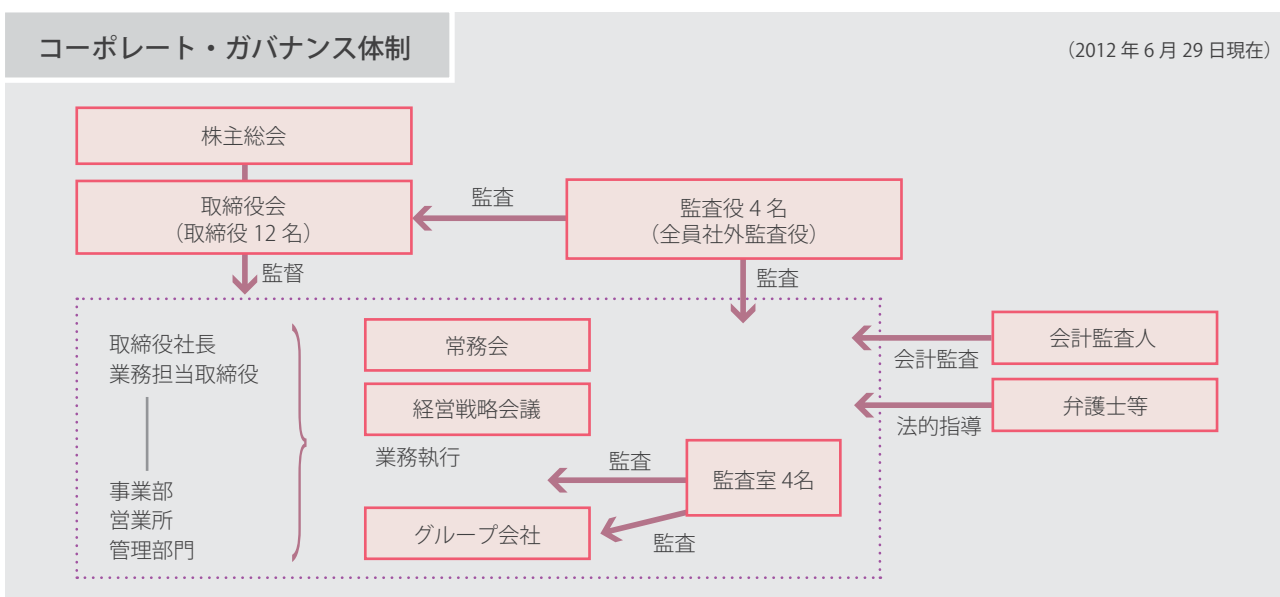 コーポレート・ガバナンス体制
（2012 年 6 月 29 日現在）
株主総会
取締役会
（取締役 12 名）
監査
監査役 4 名
（全員社外監査役）
監督
監査
取締役社長
業務担当取締役
事業部
営業所
管理部門
常務会
経営戦略会議
業務執行
監査
監査室 4名
グループ会社
監査
会計監査人
会計監査
弁護士等
法的指導